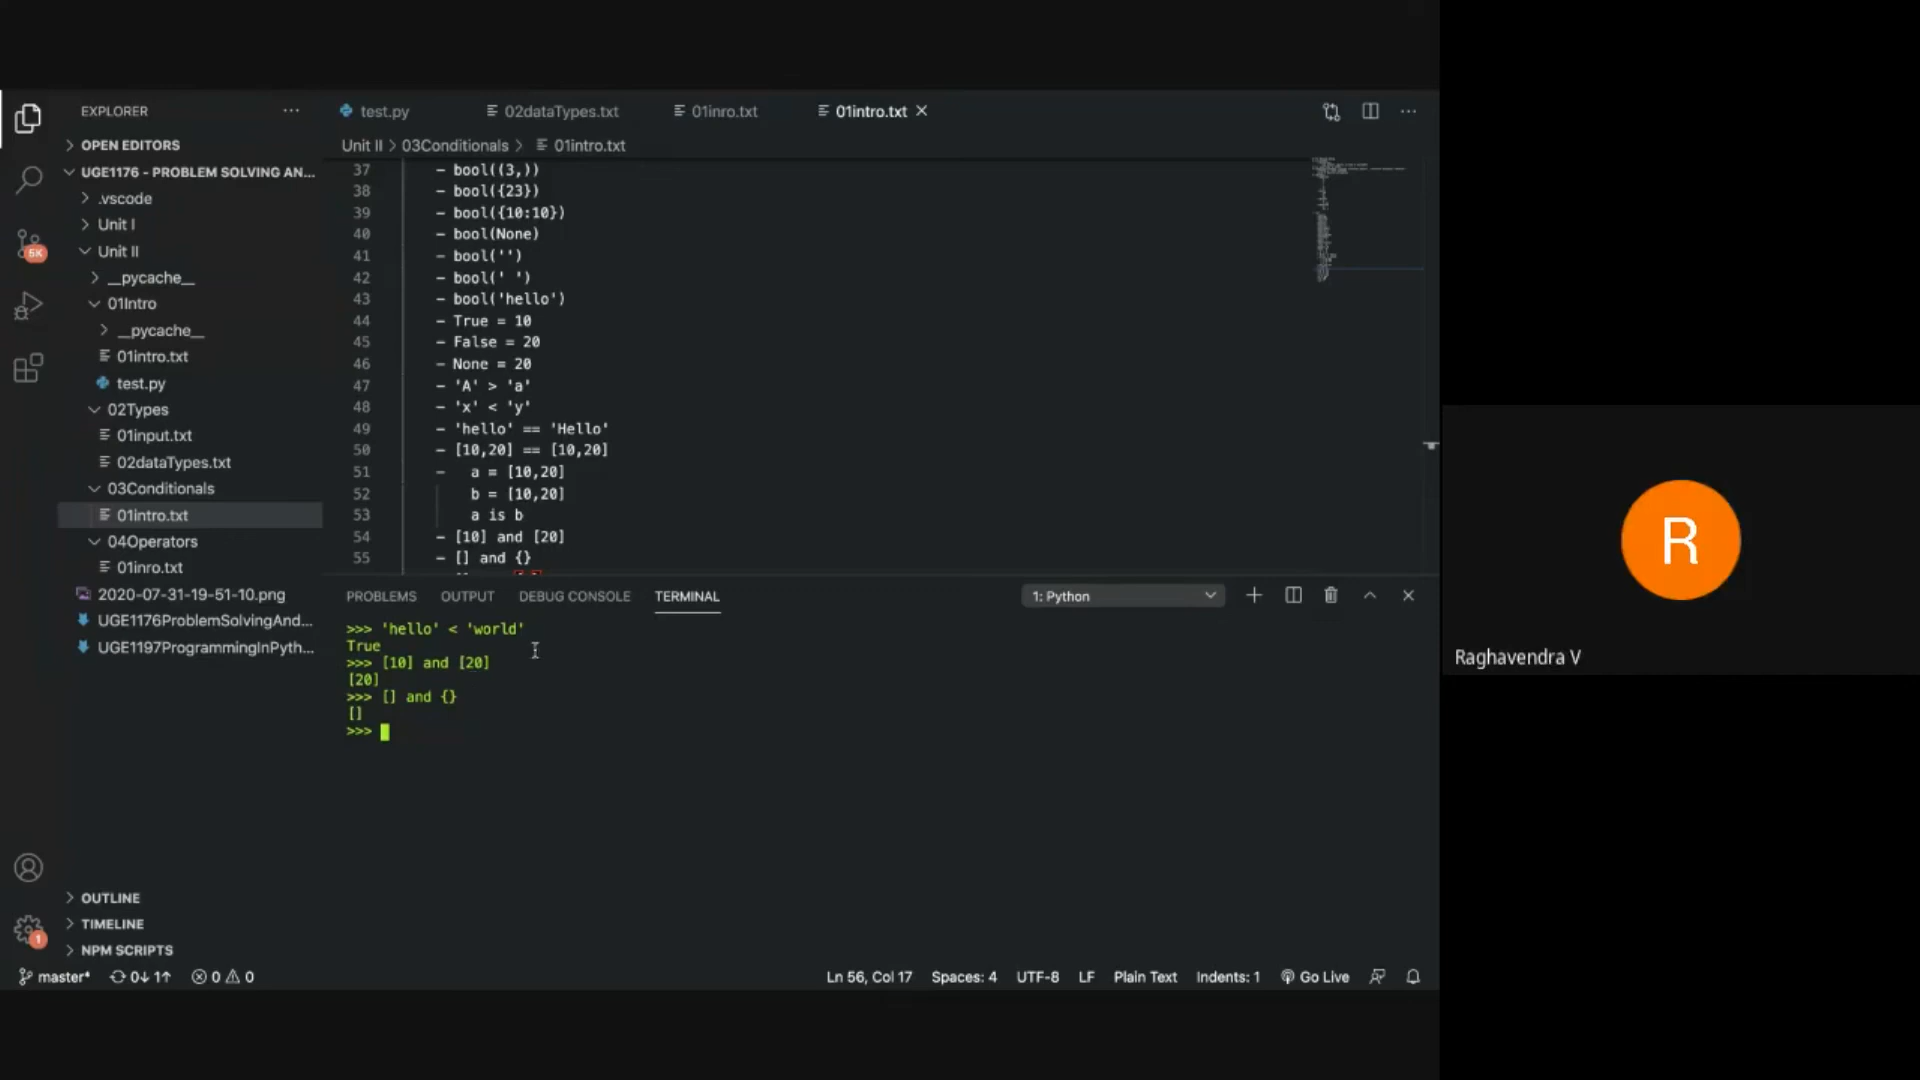 EXPLORER
OPEN EDITORS
UGE1176 - PROBLEM SOLVING AN...
.vscode
Unit I
Unit II
__pycache__
01Intro
__pycache__
01intro.txt
test.py
02Types
01input.txt
02dataTypes.txt
03Conditionals
01intro.txt
04Operators
01inro.txt
2020-07-31-19-51-10.png
UGE1176ProblemSolvingAnd...
UGE1197ProgrammingInPyth...
OUTLINE
TIMELINE
NPM SCRIPTS
5K
1
test.py 02dataTypes.txt 01inro.txt 01intro.txt
Unit II > 03Conditionals > 01intro.txt
37 - bool((3,))
38 - bool({23})
39 - bool({10:10})
40 - bool(None)
41 - bool('')
42 - bool(' ')
43 - bool('hello')
44 - True = 10
45 - False = 20
46 - None = 20
47 - 'A' > 'a'
48 - 'x' < 'y'
49 - 'hello' == 'Hello'
50 - [10,20] == [10,20]
51 - a = [10,20]
52 b = [10,20]
53 a is b
54 - [10] and [20]
55 - [] and {}
PROBLEMS OUTPUT DEBUG CONSOLE TERMINAL 1: Python
>>> 'hello' < 'world'
True
>>> [10] and [20]
[20]
>>> [] and {}
[]
>>>
master* 0↓ 1↑ 0 0 Ln 56, Col 17 Spaces: 4 UTF-8 LF Plain Text Indents: 1 Go Live
R
Raghavendra V